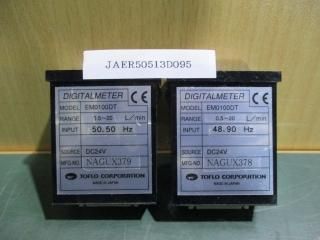 JAER50513D095
DIGITALMETER CE
MODEL EM0100DT
RANGE 1.5~20 L/min
INPUT 50.50 Hz
SOURCE DC24V
MFG·NO. NAGUX379
TOFLO CORPORATION
MADE IN JAPAN
DIGITALMETER CE
MODEL EM0100DT
RANGE 0.5~20 L/min
INPUT 48.90 Hz
SOURCE DC24V
MFG·NO. NAGUX378
TOFLO CORPORATION
MADE IN JAPAN